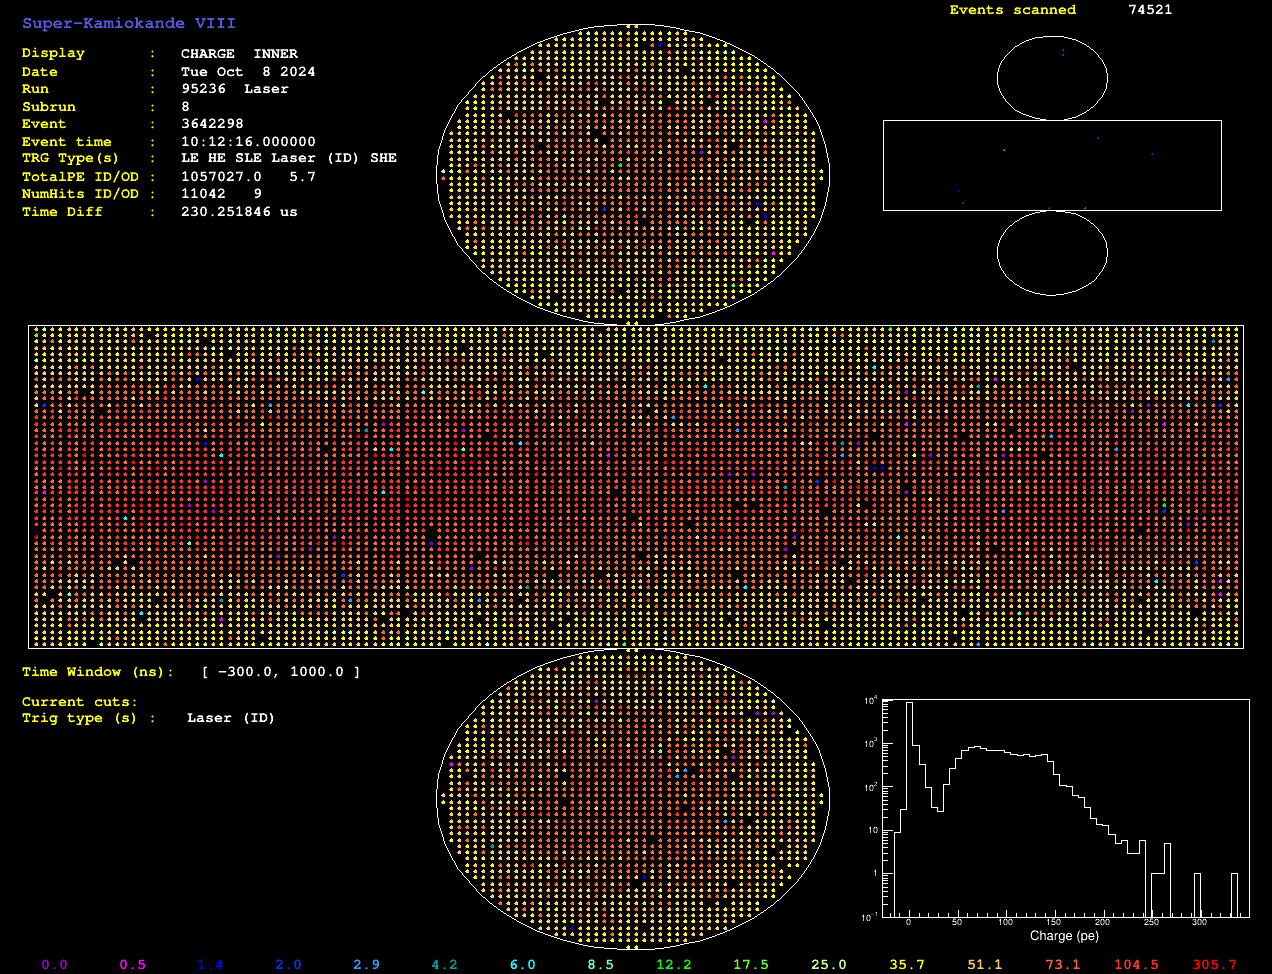 Super-Kamiokande VIII
Events scanned 74521
Display : CHARGE INNER
Date : Tue Oct 8 2024
Run : 95236 Laser
Subrun : 8
Event : 3642298
Event time : 10:12:16.000000
TRG Type(s) : LE HE SLE Laser (ID) SHE
TotalPE ID/OD : 1057027.0 5.7
NumHits ID/OD : 11042 9
Time Diff : 230.251846 us
Time Window (ns): [ -300.0, 1000.0 ]
Current cuts:
Trig type (s) : Laser (ID)
10^4
10^3
10^2
10
1
10^-1
0 50 100 150 200 250 300
Charge (pe)
0.0 0.5 1.4 2.0 2.9 4.2 6.0 8.5 12.2 17.5 25.0 35.7 51.1 73.1 104.5 305.7